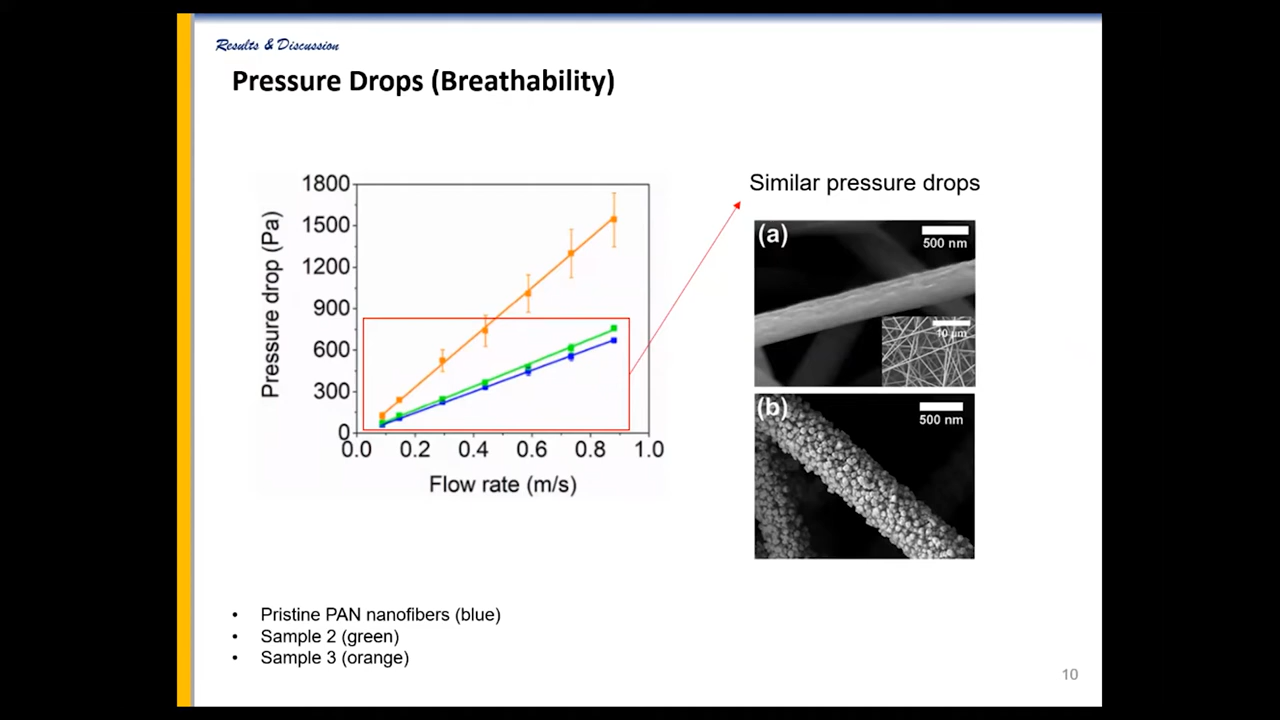 Results & Discussion
Pressure Drops (Breathability)
1800
1500
1200
900
600
300
0
Pressure drop (Pa)
0.0 0.2 0.4 0.6 0.8 1.0
Flow rate (m/s)
Similar pressure drops
(a)
500 nm
10 µm
(b)
500 nm
• Pristine PAN nanofibers (blue)
• Sample 2 (green)
• Sample 3 (orange)
10